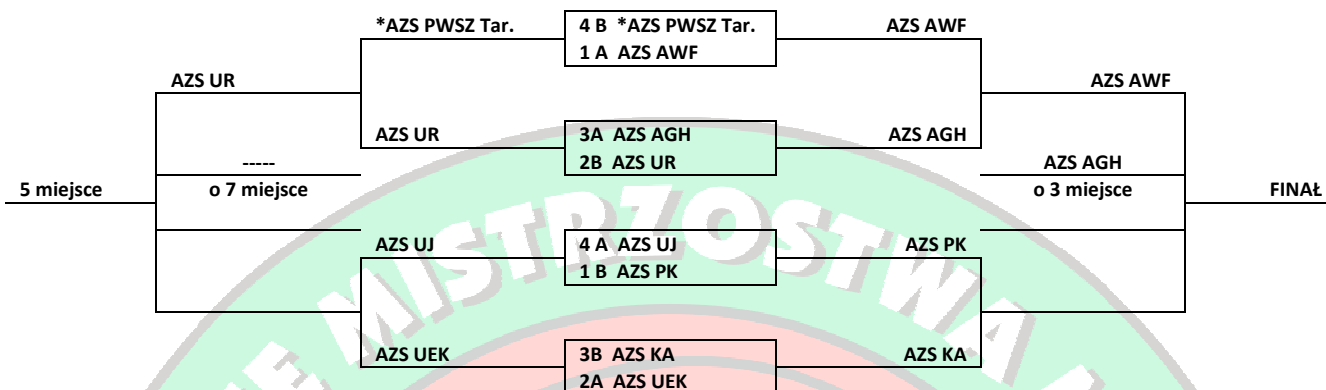 *AZS PWSZ Tar. 4 B *AZS PWSZ Tar. AZS AWF
1 A AZS AWF
AZS UR AZS AWF
AZS UR 3A AZS AGH AZS AGH
2B AZS UR
----- AZS AGH
5 miejsce o 7 miejsce o 3 miejsce FINAŁ
AZS UJ 4 A AZS UJ AZS PK
1 B AZS PK
AZS UEK 3B AZS KA AZS KA
2A AZS UEK
MISTRZOSTWA